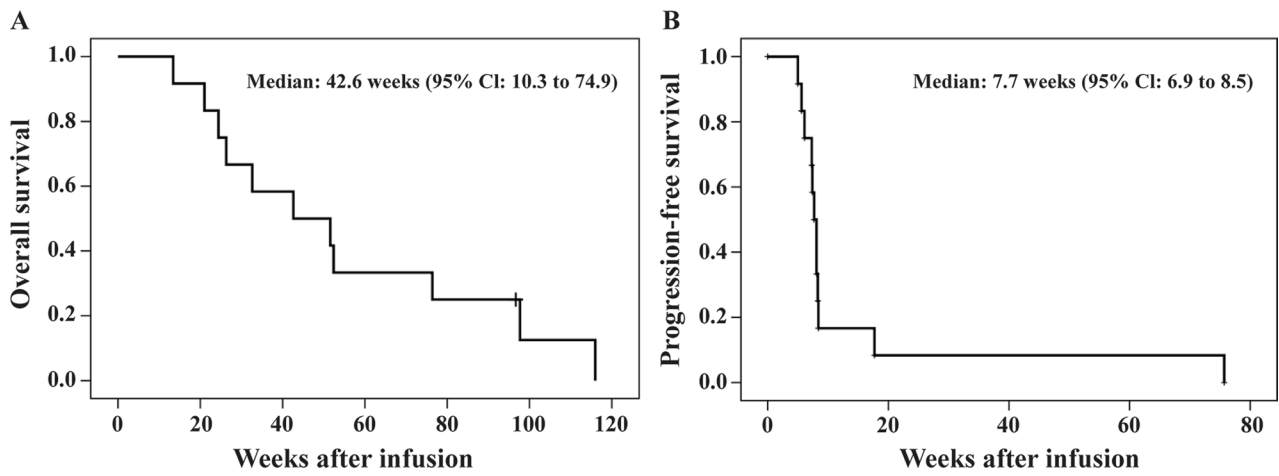 A
Median: 42.6 weeks (95% CI: 10.3 to 74.9)
Overall survival
1.0
0.8
0.6
0.4
0.2
0.0
0 20 40 60 80 100 120
Weeks after infusion
B
Median: 7.7 weeks (95% CI: 6.9 to 8.5)
Progression-free survival
1.0
0.8
0.6
0.4
0.2
0.0
0 20 40 60 80
Weeks after infusion